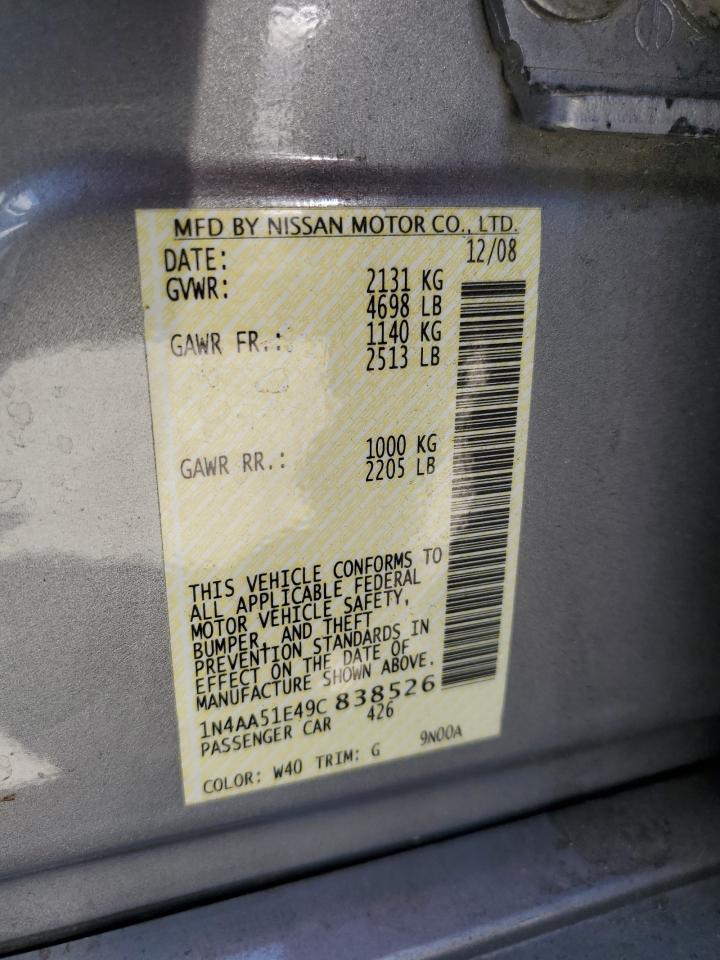 MFD BY NISSAN MOTOR CO., LTD.
DATE: 12/08
GVWR: 2131 KG
4698 LB
GAWR FR.: 1140 KG
2513 LB
GAWR RR.: 1000 KG
2205 LB
THIS VEHICLE CONFORMS TO
ALL APPLICABLE FEDERAL
MOTOR VEHICLE SAFETY,
BUMPER, AND THEFT
PREVENTION STANDARDS IN
EFFECT ON THE DATE OF
MANUFACTURE SHOWN ABOVE.
1N4AA51E49C 838526
PASSENGER CAR 426
COLOR: W40 TRIM: G 9N00A